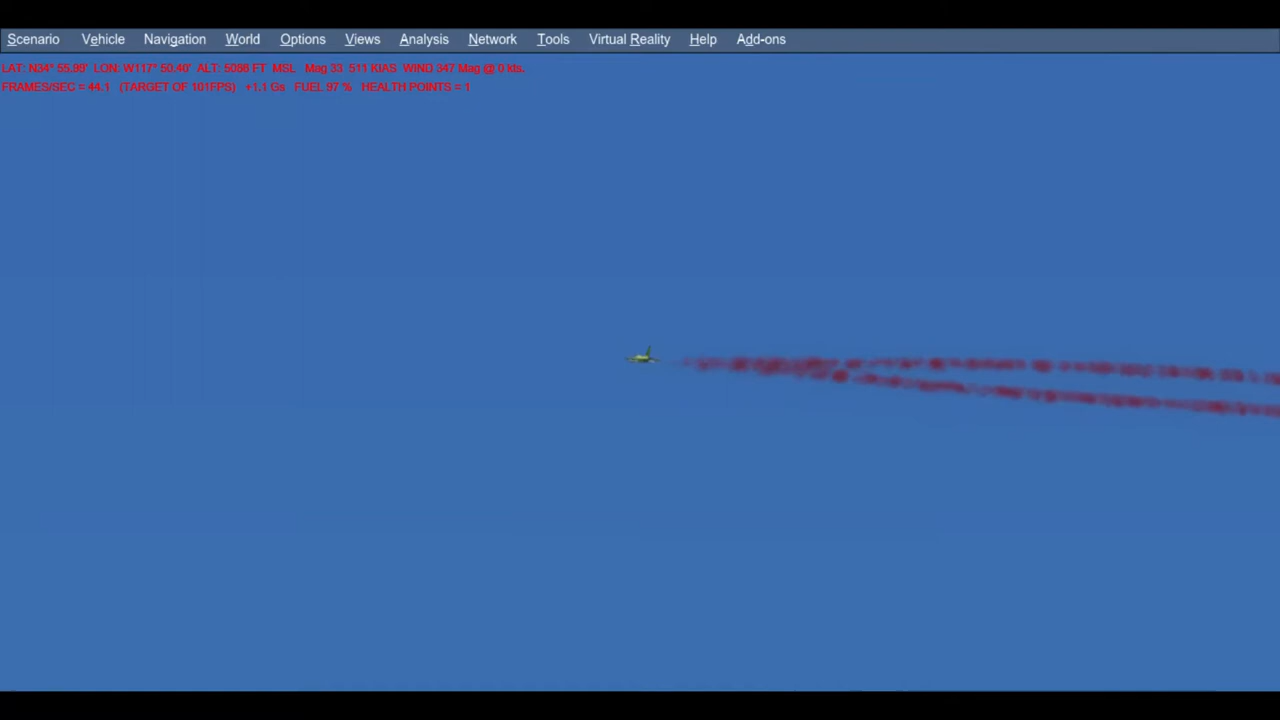 Scenario Vehicle Navigation World Options Views Analysis Network Tools Virtual Reality Help Add-ons
LAT: N34° 55.98' LON: W117° 50.40' ALT: 5098 FT MSL Mag 33 511 KIAS WIND 347 Mag @ 0 kts.
FRAMES/SEC = 44.1 (TARGET OF 101FPS) +1.1 Gs FUEL 97 % HEALTH POINTS = 1